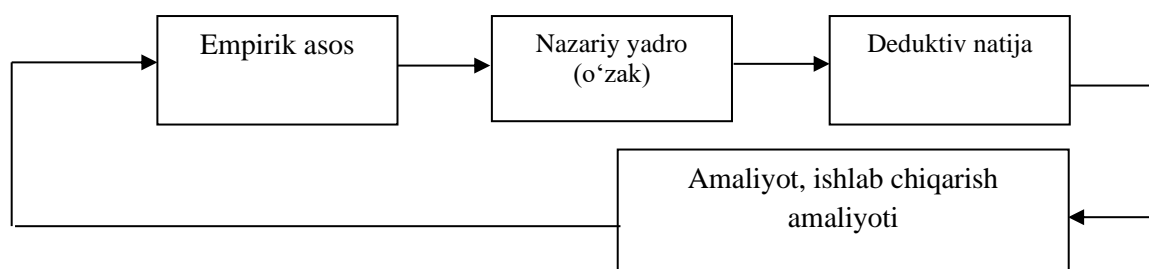 Empirik asos
Nazariy yadro
(o‘zak)
Deduktiv natija
Amaliyot, ishlab chiqarish
amaliyoti